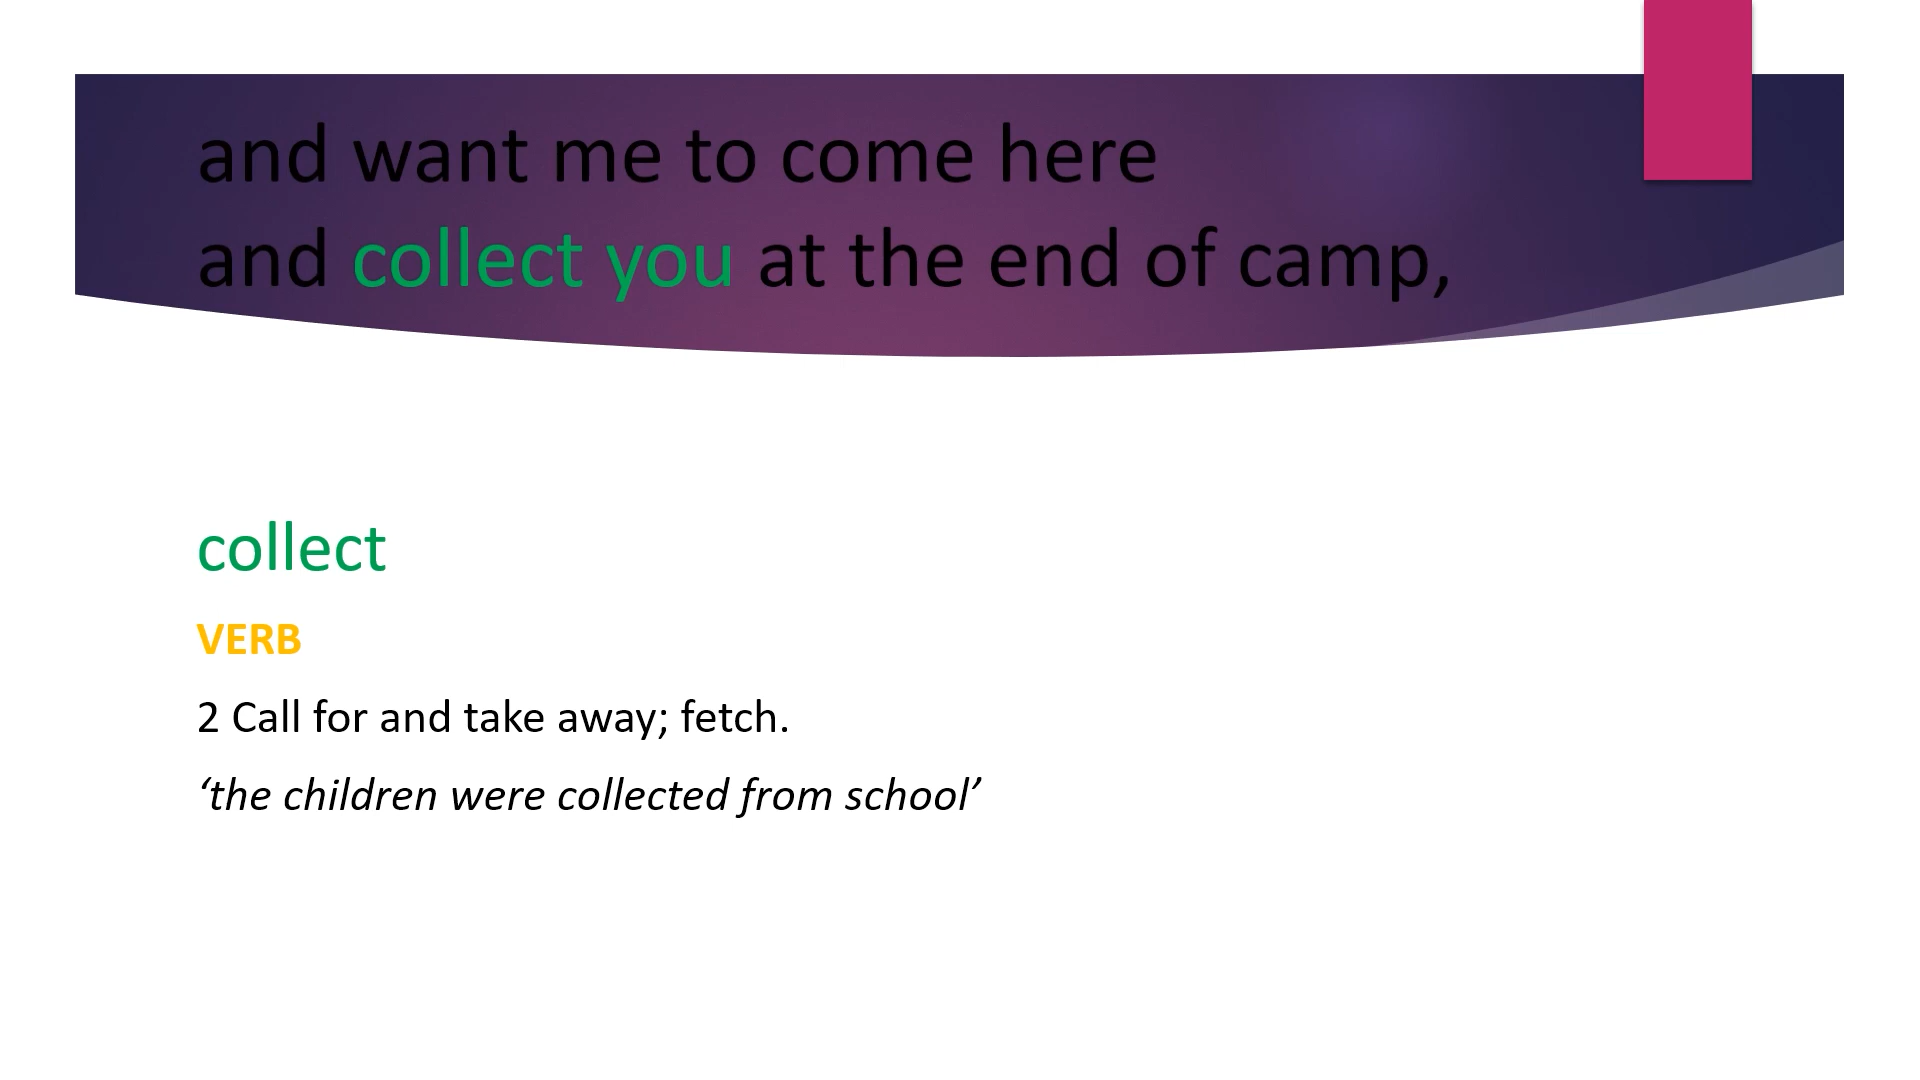 and want me to come here
and collect you at the end of camp,
collect
VERB
2 Call for and take away; fetch.
‘the children were collected from school’